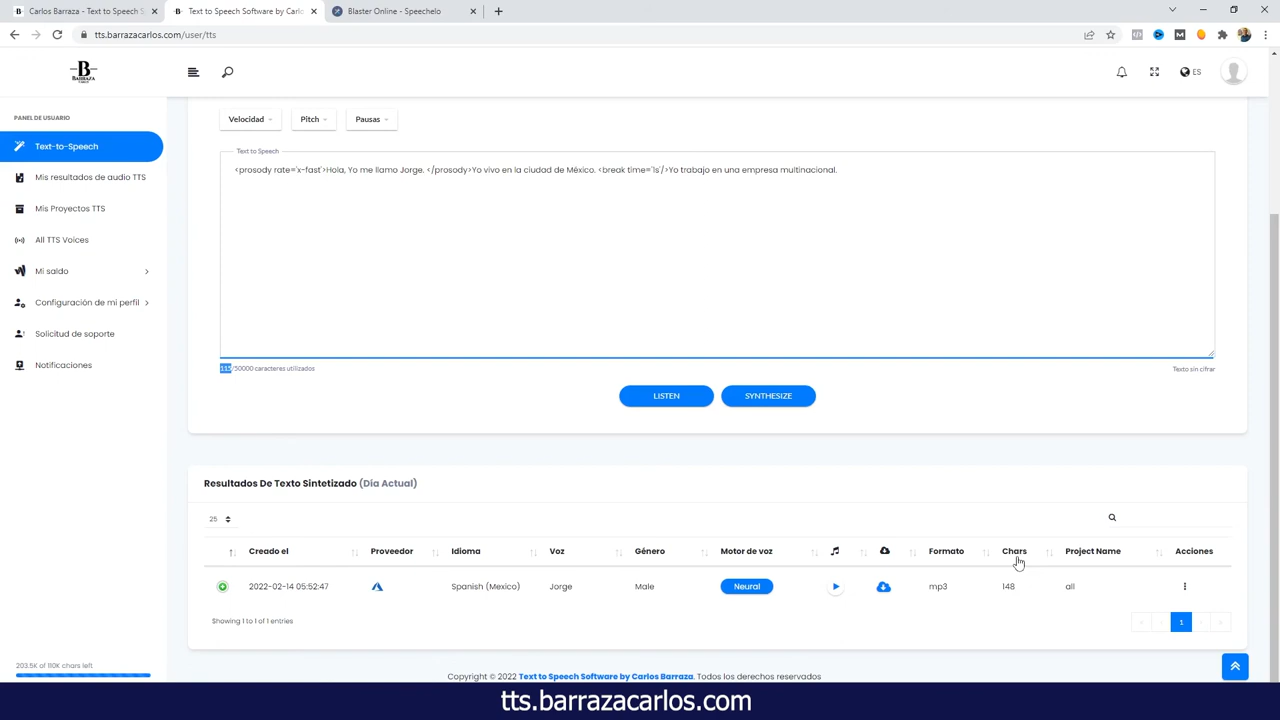 Carlos Barraza - Text to Speech S
Text to Speech Software by Carlo
Blaster Online - Speechelo
tts.barrazacarlos.com/user/tts
B
BARRAZA
ES
PANEL DE USUARIO
Text-to-Speech
Mis resultados de audio TTS
Mis Proyectos TTS
All TTS Voices
Mi saldo
Configuración de mi perfil
Solicitud de soporte
Notificaciones
203.5K of 110K chars left
Velocidad
Pitch
Pausas
Text to Speech
<prosody rate='x-fast'>Hola, Yo me llamo Jorge. </prosody>Yo vivo en la ciudad de México. <break time='1s'/>Yo trabajo en una empresa multinacional.
/50000 caracteres utilizados
Texto sin cifrar
LISTEN
SYNTHESIZE
Resultados De Texto Sintetizado (Día Actual)
25
Creado el Proveedor Idioma Voz Género Motor de voz Formato Chars Project Name Acciones
2022-02-14 05:52:47 Spanish (Mexico) Jorge Male Neural mp3 148 all
Showing 1 to 1 of 1 entries
« ‹ 1 › »
Copyright © 2022 Text to Speech Software by Carlos Barraza. Todos los derechos reservados
tts.barrazacarlos.com